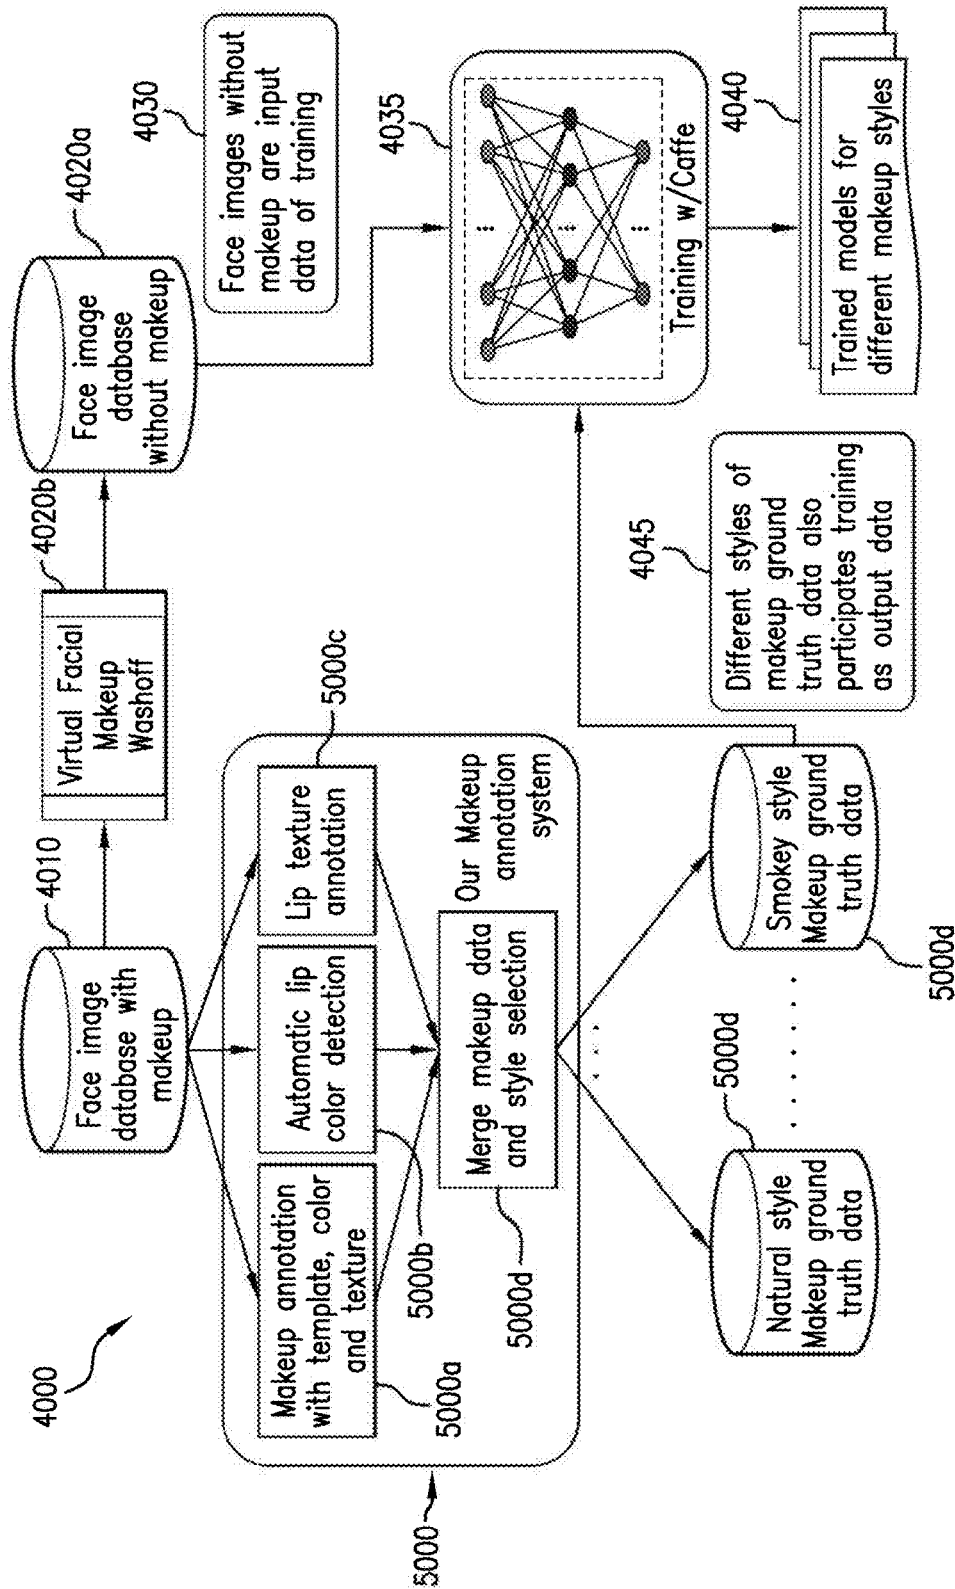 4000
4010
Face image
database with
makeup
Virtual Facial
Makeup
Washoff
4020b
Face image
database
without makeup
4020a
4030
Face images without
makeup are input
data of training
5000
Makeup annotation
with template, color
and texture
5000a
Automatic lip
color detection
5000b
Lip texture
annotation
5000c
Merge makeup data
and style selection
5000d
Our Makeup
annotation
system
4035
Training w/Caffe
4045
Different styles of
makeup ground
truth data also
participates training
as output data
4040
Trained models for
different makeup styles
Natural style
Makeup ground
truth data
5000d
Smokey style
Makeup ground
truth data
5000d